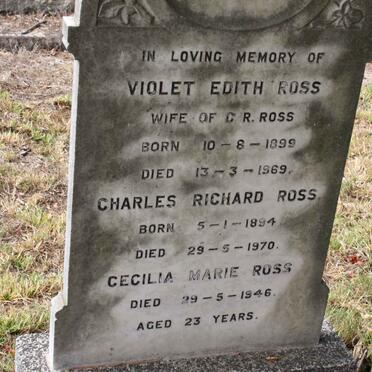 IN LOVING MEMORY OF
VIOLET EDITH ROSS
WIFE OF C. R. ROSS
BORN 10-8-1899
DIED 13-3-1969.
CHARLES RICHARD ROSS
BORN 5-1-1894
DIED 29-5-1970.
CECILIA MARIE ROSS
DIED 29-5-1946.
AGED 23 YEARS.